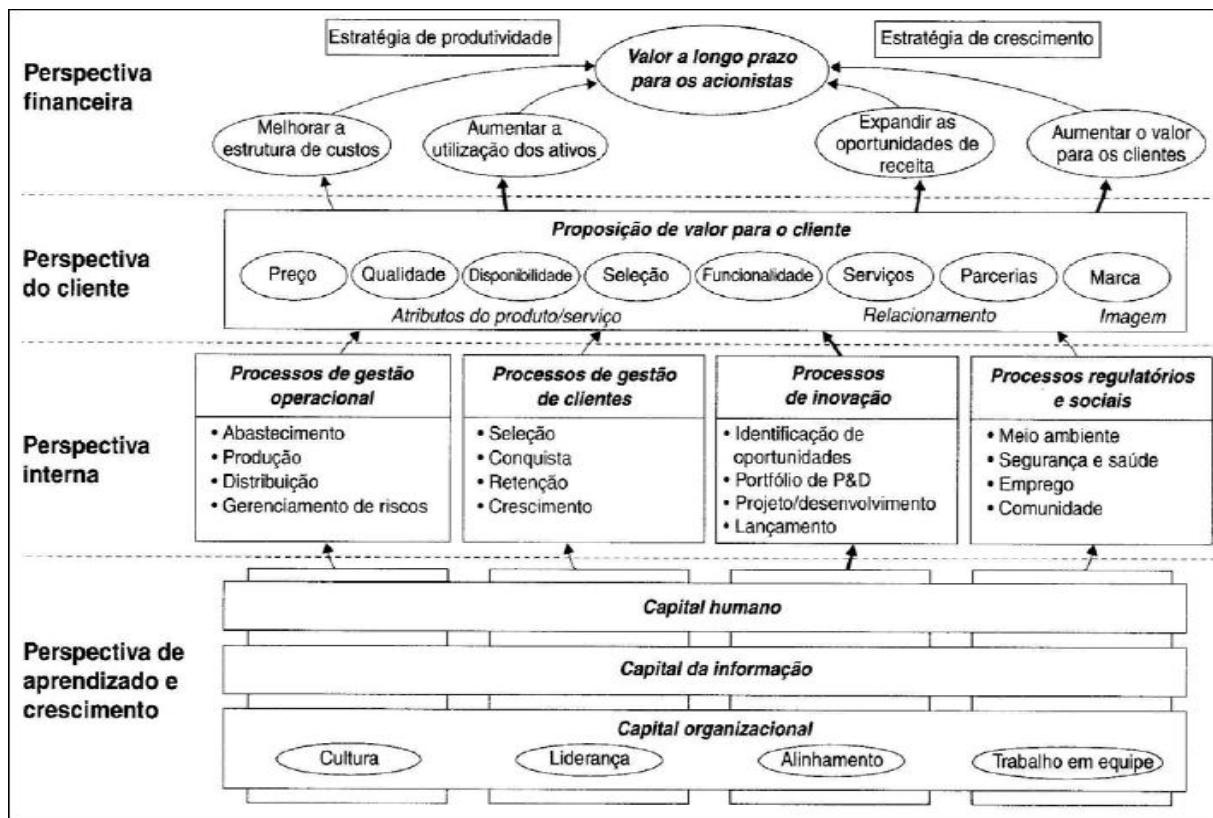 Perspectiva
financeira
Estratégia de produtividade
Estratégia de crescimento
Valor a longo prazo
para os acionistas
Melhorar a
estrutura de custos
Aumentar a
utilização dos ativos
Expandir as
oportunidades de
receita
Aumentar o valor
para os clientes
Perspectiva
do cliente
Proposição de valor para o cliente
Preço
Qualidade
Disponibilidade
Seleção
Funcionalidade
Serviços
Parcerias
Marca
Atributos do produto/serviço
Relacionamento
Imagem
Perspectiva
interna
Processos de gestão
operacional
• Abastecimento
• Produção
• Distribuição
• Gerenciamento de riscos
Processos de gestão
de clientes
• Seleção
• Conquista
• Retenção
• Crescimento
Processos
de inovação
• Identificação de
oportunidades
• Portfólio de P&D
• Projeto/desenvolvimento
• Lançamento
Processos regulatórios
e sociais
• Meio ambiente
• Segurança e saúde
• Emprego
• Comunidade
Perspectiva de
aprendizado e
crescimento
Capital humano
Capital da informação
Capital organizacional
Cultura
Liderança
Alinhamento
Trabalho em equipe